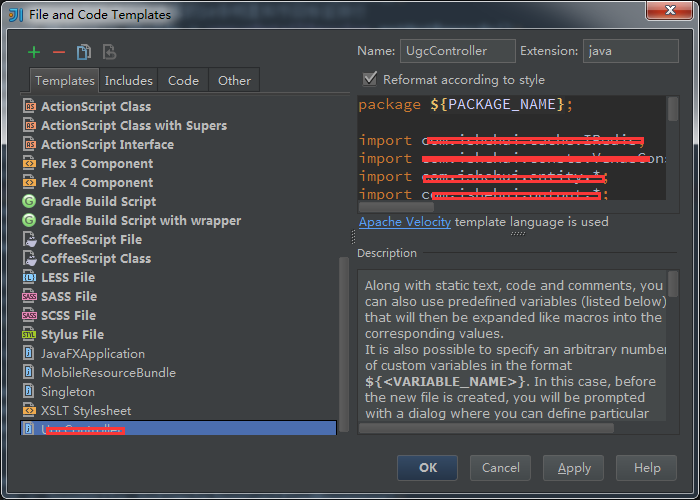 File and Code Templates
Name: UgcController Extension: java
Templates Includes Code Other
Reformat according to style
ActionScript Class
ActionScript Class with Supers
ActionScript Interface
Flex 3 Component
Flex 4 Component
Gradle Build Script
Gradle Build Script with wrapper
CoffeeScript File
CoffeeScript Class
LESS File
SASS File
SCSS File
Stylus File
JavaFXApplication
MobileResourceBundle
Singleton
XSLT Stylesheet
package ${PACKAGE_NAME};
import
import
import
import
Apache Velocity template language is used
Description
Along with static text, code and comments, you
can also use predefined variables (listed below)
that will then be expanded like macros into the
corresponding values.
It is also possible to specify an arbitrary number
of custom variables in the format
${<VARIABLE_NAME>}. In this case, before
the new file is created, you will be prompted
with a dialog where you can define particular
OK Cancel Apply Help